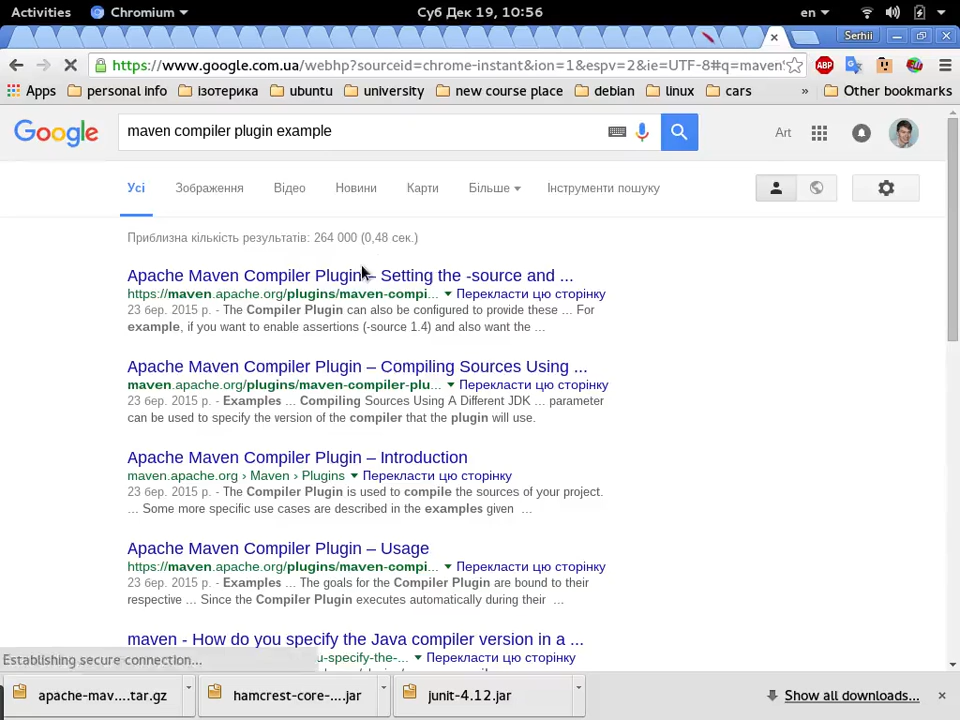 Activities Chromium Суб Дек 19, 10:56 en
Serhii
https://www.google.com.ua/webhp?sourceid=chrome-instant&ion=1&espv=2&ie=UTF-8#q=maven ABP
Apps personal info ізотерика ubuntu university new course places debian linux cars » Other bookmarks
Google maven compiler plugin example Art
Усі Зображення Відео Новини Карти Більше Інструменти пошуку
Приблизна кількість результатів: 264 000 (0,48 сек.)
Apache Maven Compiler Plugin – Setting the -source and ...
https://maven.apache.org/plugins/maven-compi... Перекласти цю сторінку
23 бер. 2015 р. - The Compiler Plugin can also be configured to provide these ... For
example, if you want to enable assertions (-source 1.4) and also want the ...
Apache Maven Compiler Plugin – Compiling Sources Using ...
maven.apache.org/plugins/maven-compiler-plu... Перекласти цю сторінку
23 бер. 2015 р. - Examples ... Compiling Sources Using A Different JDK ... parameter
can be used to specify the version of the compiler that the plugin will use.
Apache Maven Compiler Plugin – Introduction
maven.apache.org › Maven › Plugins Перекласти цю сторінку
23 бер. 2015 р. - The Compiler Plugin is used to compile the sources of your project.
... Some more specific use cases are described in the examples given ...
Apache Maven Compiler Plugin – Usage
https://maven.apache.org/plugins/maven-compi... Перекласти цю сторінку
23 бер. 2015 р. - Examples ... The goals for the Compiler Plugin are bound to their
respective ... Since the Compiler Plugin executes automatically during their ...
maven - How do you specify the Java compiler version in a ...
Establishing secure connection... u-specify-the-... Перекласти цю сторінку
apache-mav....tar.gz hamcrest-core-....jar junit-4.12.jar Show all downloads...